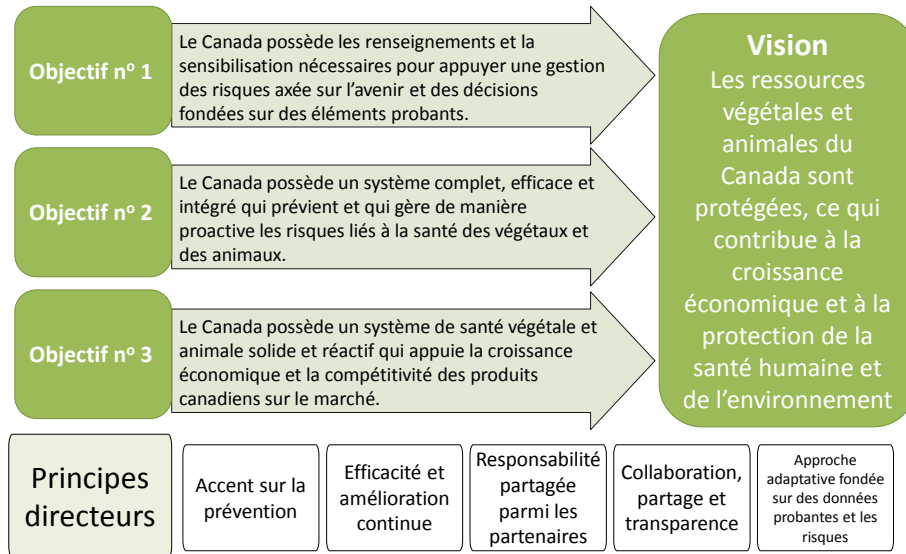 Objectif nº 1
Le Canada possède les renseignements et la
sensibilisation nécessaires pour appuyer une gestion
des risques axée sur l’avenir et des décisions
fondées sur des éléments probants.
Objectif nº 2
Le Canada possède un système complet, efficace et
intégré qui prévient et qui gère de manière
proactive les risques liés à la santé des végétaux et
des animaux.
Objectif nº 3
Le Canada possède un système de santé végétale et
animale solide et réactif qui appuie la croissance
économique et la compétitivité des produits
canadiens sur le marché.
Vision
Les ressources
végétales et
animales du
Canada sont
protégées, ce qui
contribue à la
croissance
économique et à la
protection de la
santé humaine et
de l’environnement
Principes
directeurs
Accent sur la
prévention
Efficacité et
amélioration
continue
Responsabilité
partagée
parmi les
partenaires
Collaboration,
partage et
transparence
Approche
adaptative fondée
sur des données
probantes et les
risques